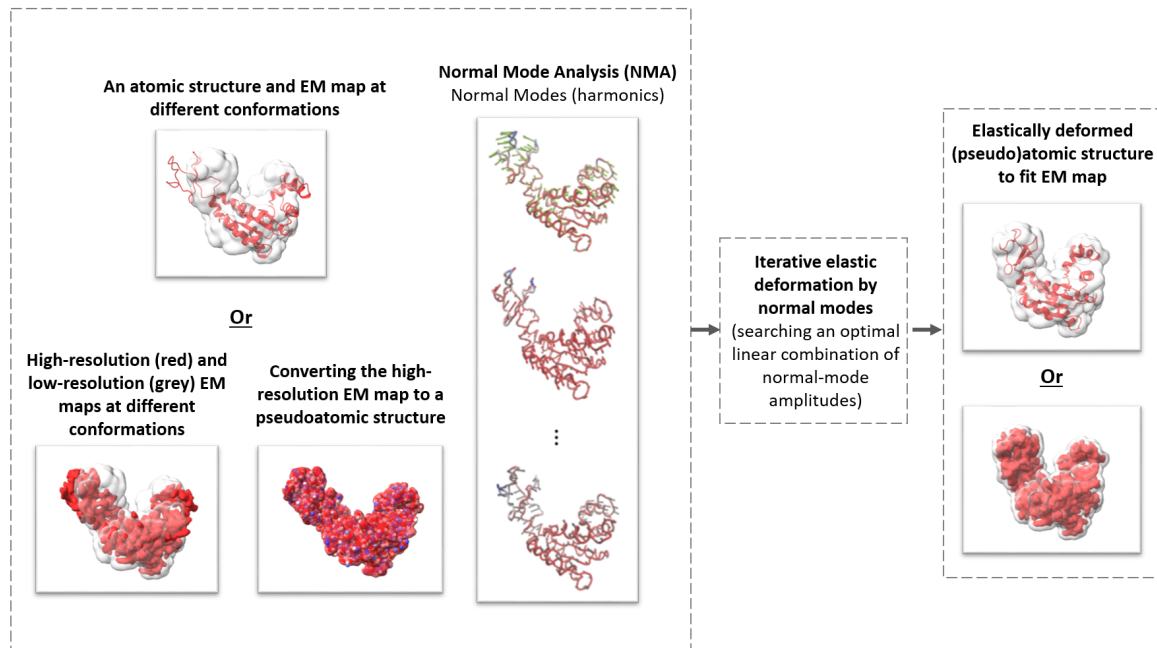 An atomic structure and EM map at
different conformations
Or
High-resolution (red) and
low-resolution (grey) EM
maps at different
conformations
Converting the high-
resolution EM map to a
pseudoatomic structure
Normal Mode Analysis (NMA)
Normal Modes (harmonics)
...
Iterative elastic
deformation by
normal modes
(searching an optimal
linear combination of
normal-mode
amplitudes)
Elastically deformed
(pseudo)atomic structure
to fit EM map
Or